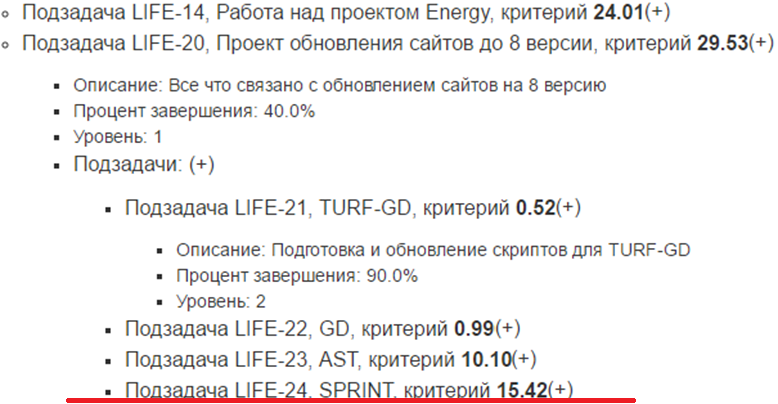 Подзадача LIFE-14, Работа над проектом Energy, критерий 24.01(+)
Подзадача LIFE-20, Проект обновления сайтов до 8 версии, критерий 29.53(+)
Описание: Все что связано с обновлением сайтов на 8 версию
Процент завершения: 40.0%
Уровень: 1
Подзадачи: (+)
Подзадача LIFE-21, TURF-GD, критерий 0.52(+)
Описание: Подготовка и обновление скриптов для TURF-GD
Процент завершения: 90.0%
Уровень: 2
Подзадача LIFE-22, GD, критерий 0.99(+)
Подзадача LIFE-23, AST, критерий 10.10(+)
Подзадача LIFE-24, SPRINT, критерий 15.42(+)